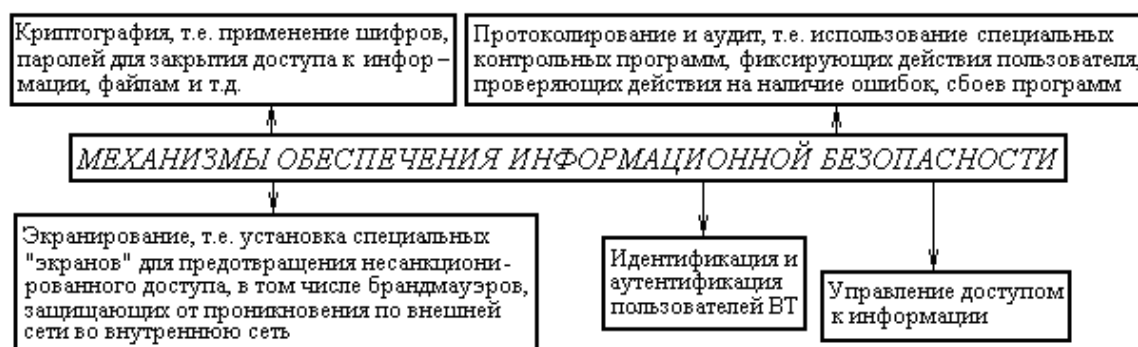 Криптография, т.е. применение шифров,
паролей для закрытия доступа к инфор –
мации, файлам и т.д.
Протоколирование и аудит, т.е. использование специальных
контрольных программ, фиксирующих действия пользователя,
проверяющих действия на наличие ошибок, сбоев программ
МЕХАНИЗМЫ ОБЕСПЕЧЕНИЯ ИНФОРМАЦИОННОЙ БЕЗОПАСНОСТИ
Экранирование, т.е. установка специальных
"экранов" для предотвращения несанкциони-
рованного доступа, в том числе брандмауэров,
защищающих от проникновения по внешней
сети во внутреннюю сеть
Идентификация и
аутентификация
пользователей ВТ
Управление доступом
к информации